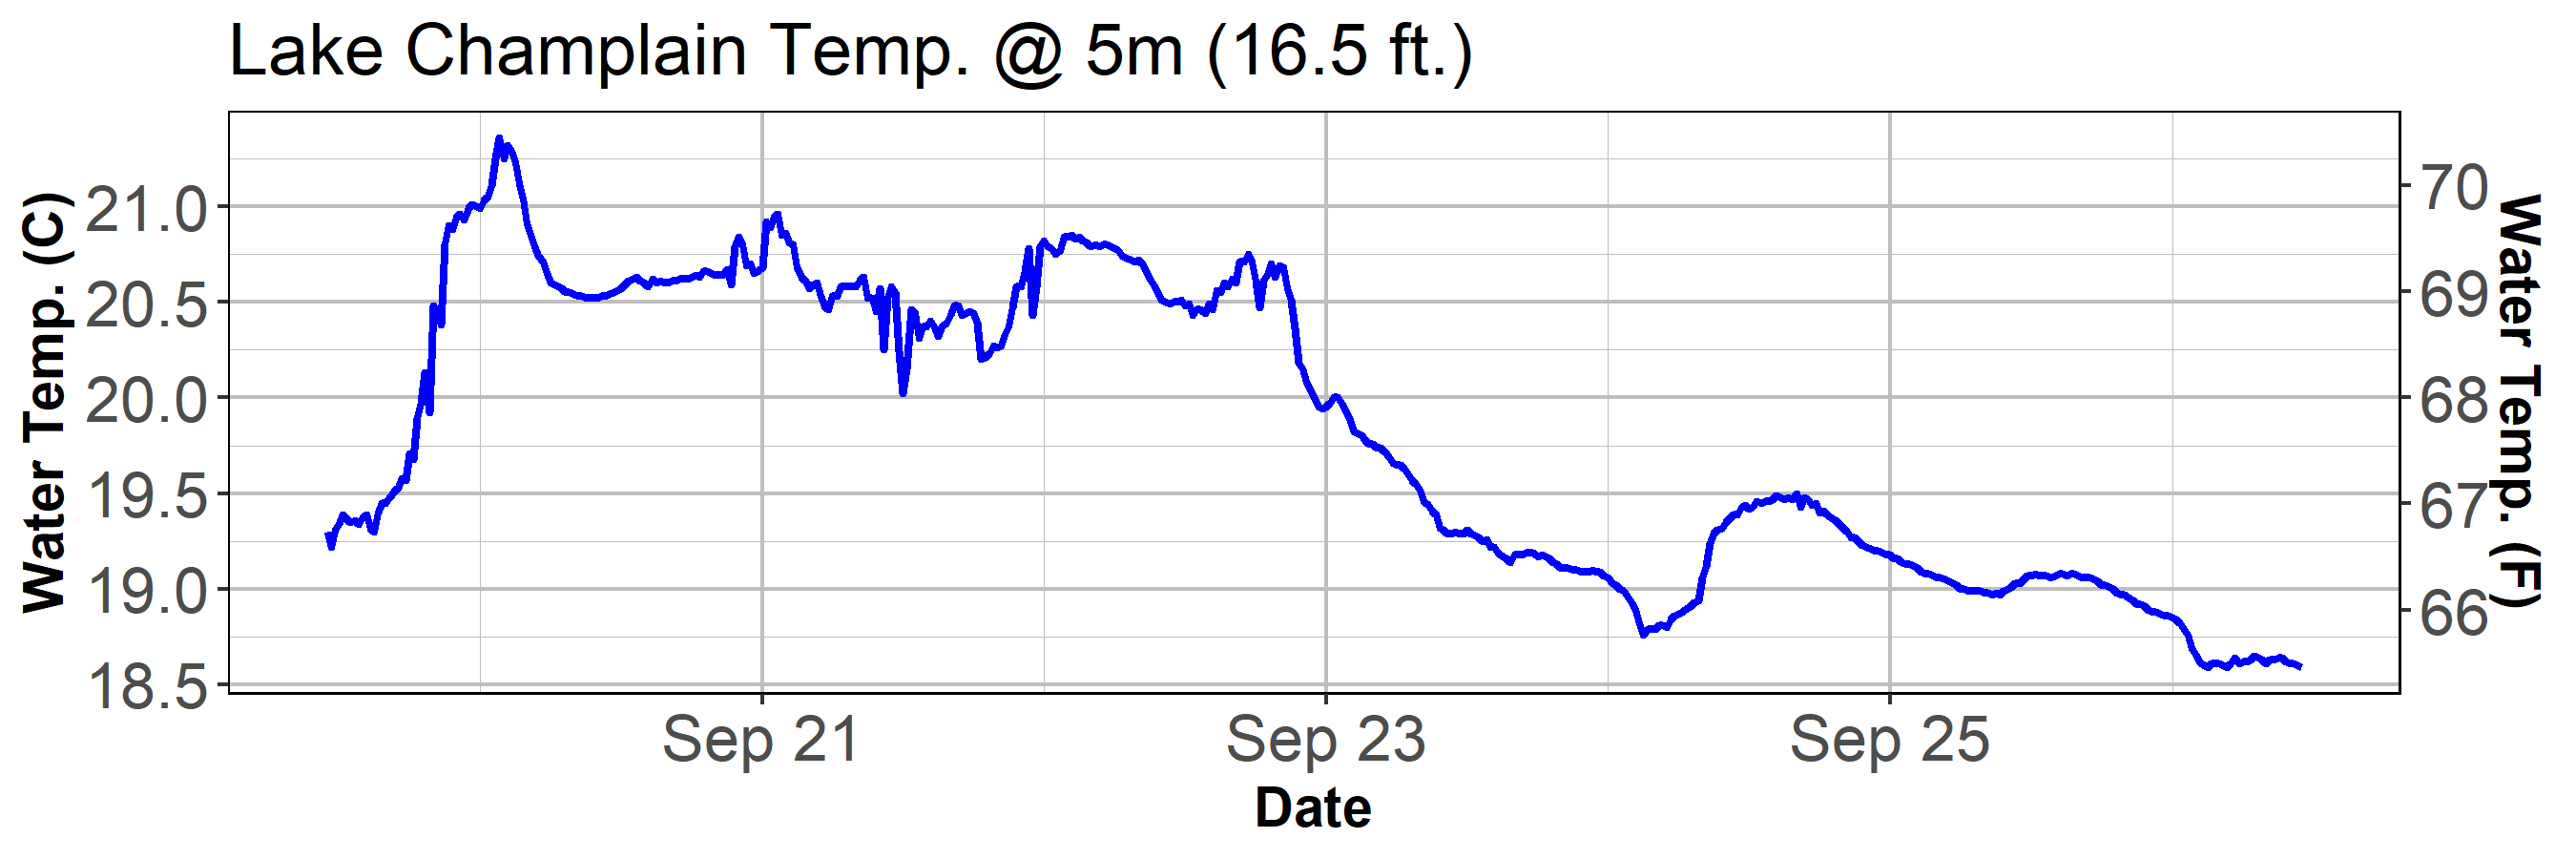 Lake Champlain Temp. @ 5m (16.5 ft.)
Water Temp. (C)
21.0
20.5
20.0
19.5
19.0
18.5
70
69
68
67
66
Water Temp. (F)
Sep 21
Sep 23
Sep 25
Date